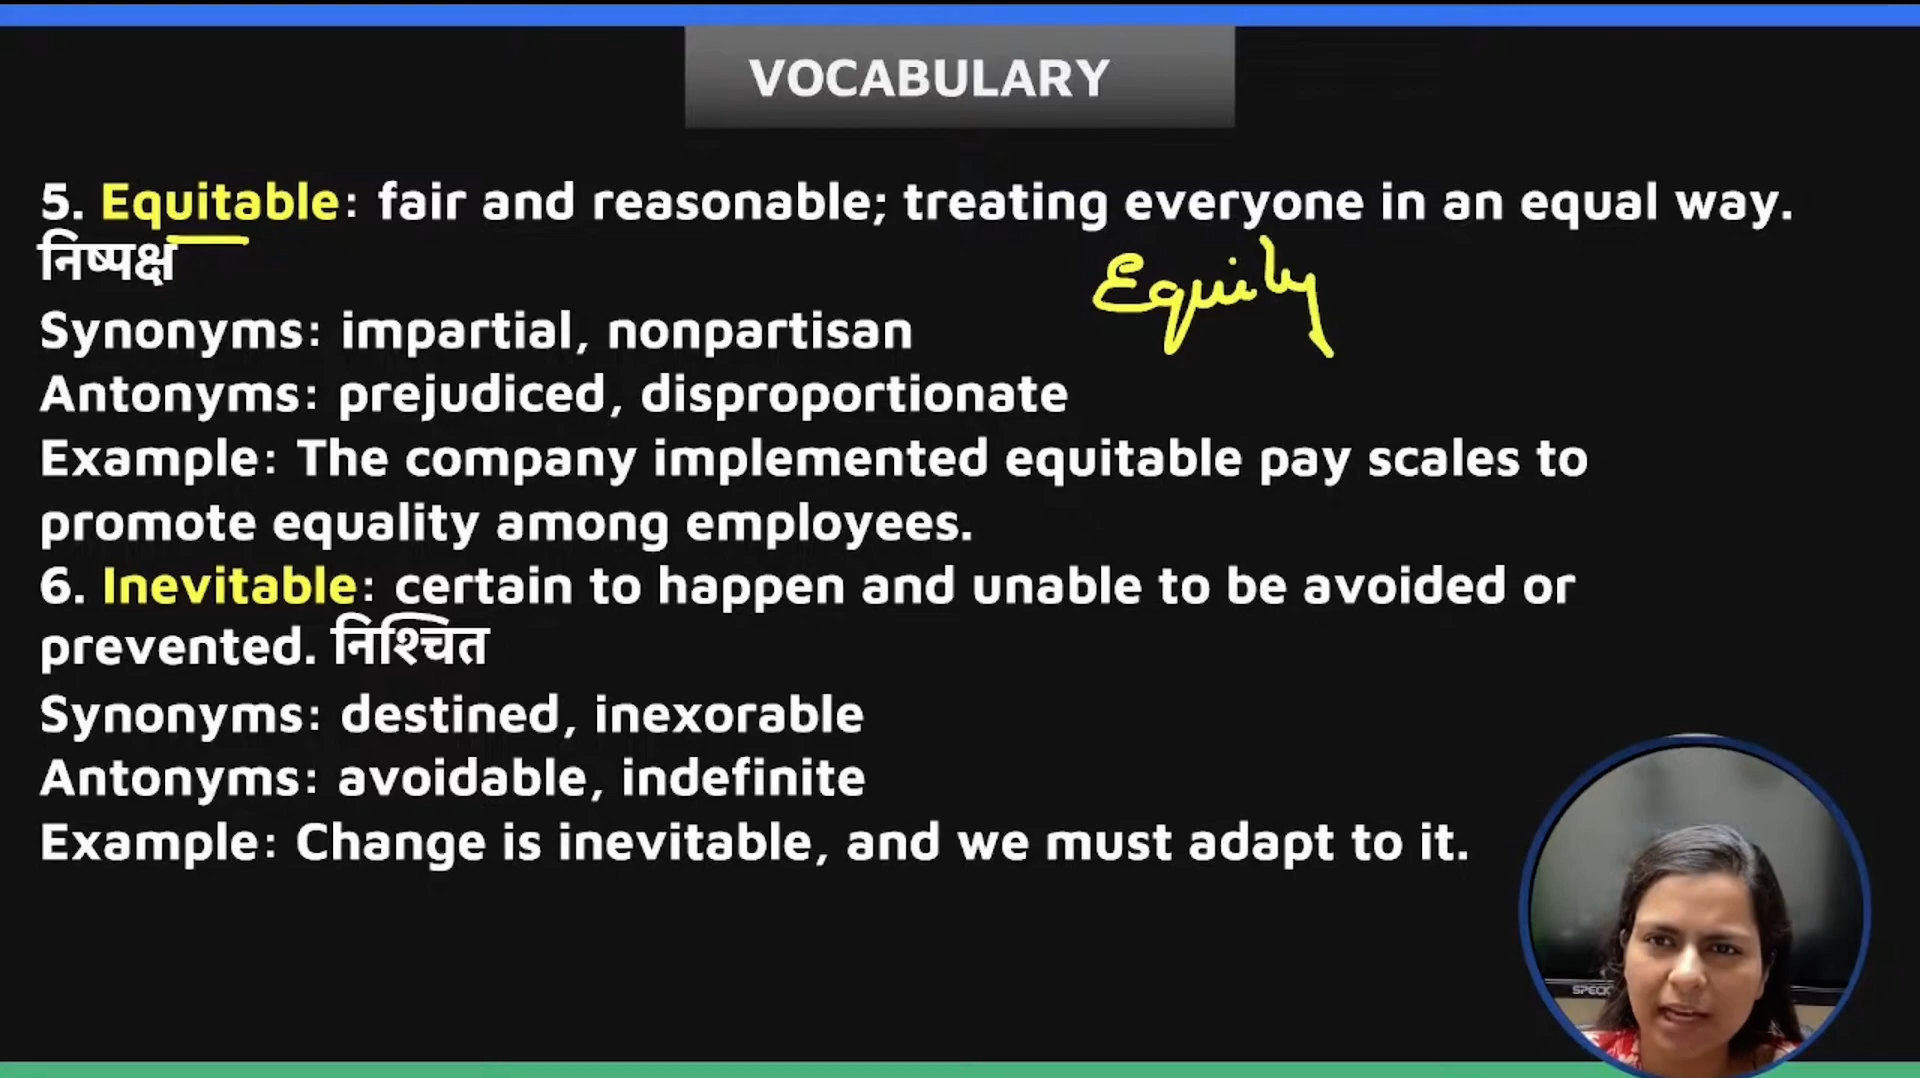 VOCABULARY
5. Equitable: fair and reasonable; treating everyone in an equal way.
निष्पक्ष
Equity
Synonyms: impartial, nonpartisan
Antonyms: prejudiced, disproportionate
Example: The company implemented equitable pay scales to
promote equality among employees.
6. Inevitable: certain to happen and unable to be avoided or
prevented. निश्चित
Synonyms: destined, inexorable
Antonyms: avoidable, indefinite
Example: Change is inevitable, and we must adapt to it.